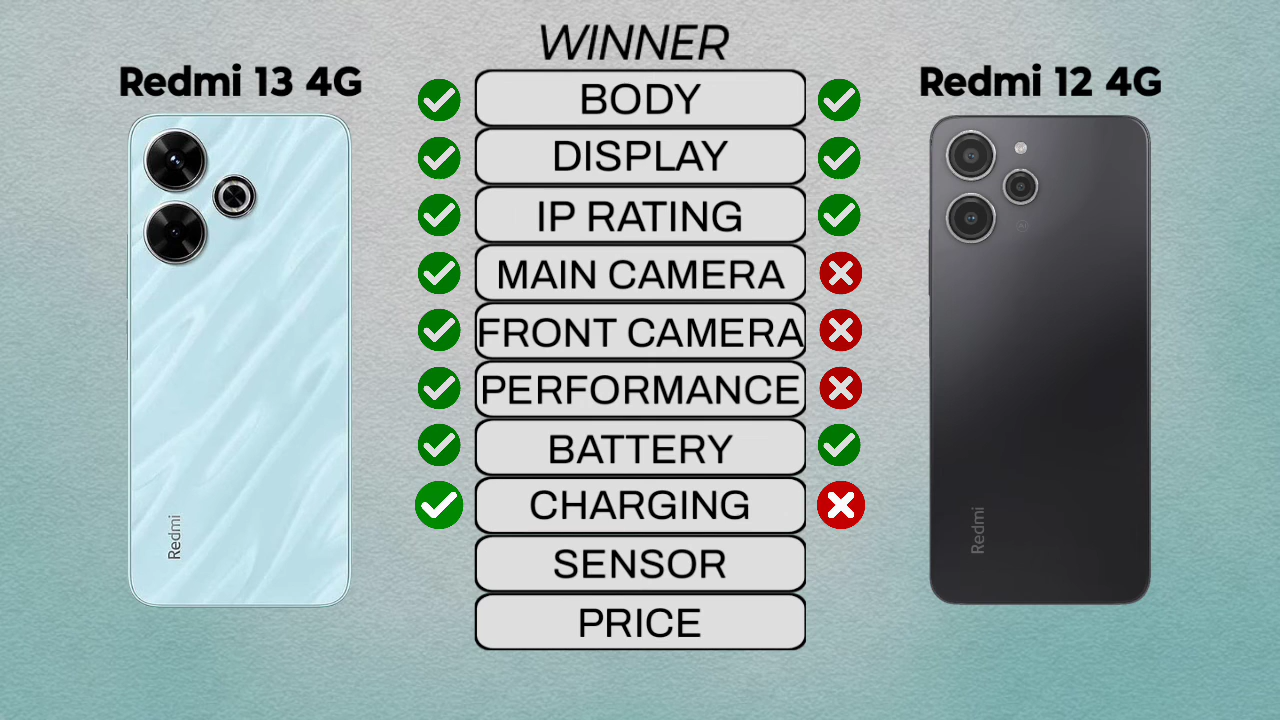 WINNER
Redmi 13 4G
Redmi 12 4G
BODY
DISPLAY
IP RATING
MAIN CAMERA
FRONT CAMERA
PERFORMANCE
BATTERY
CHARGING
SENSOR
PRICE
Redmi
Redmi